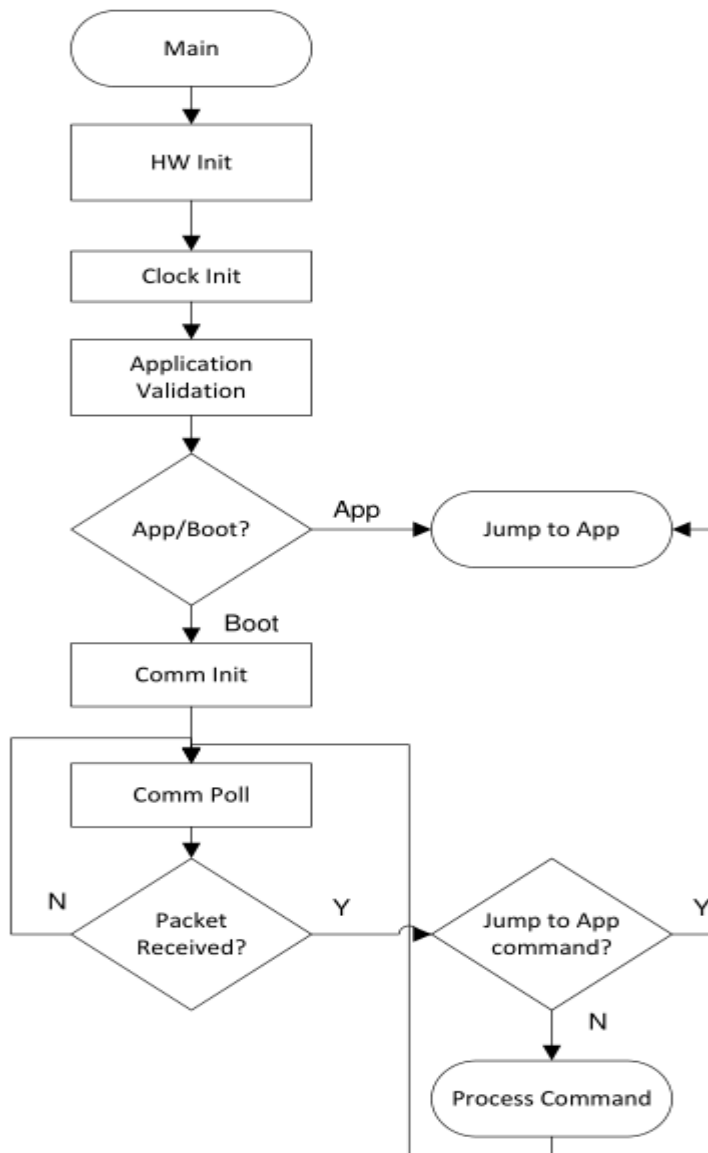 Main
HW Init
Clock Init
Application
Validation
App/Boot?
App
Jump to App
Boot
Comm Init
Comm Poll
N
Packet
Received?
Y
Jump to App
command?
Y
N
Process Command